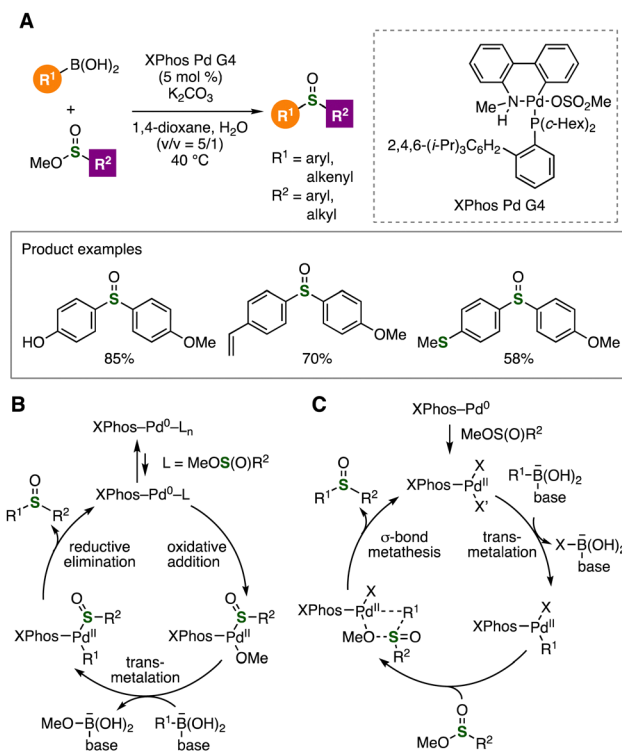 A
B(OH)2
R1
+
O
S
MeO
R2
XPhos Pd G4
(5 mol %)
K2CO3
1,4-dioxane, H2O
(v/v = 5/1)
40 °C
O
S
R1
R2
R1 = aryl,
alkenyl
R2 = aryl,
alkyl
MeN
H
Pd
OSO2Me
P(c-Hex)2
2,4,6-(i-Pr)3C6H2
XPhos Pd G4
Product examples
O
S
HO
OMe
85%
O
S
OMe
70%
O
S
MeS
OMe
58%
B
XPhos–Pd0–Ln
L = MeOS(O)R2
XPhos–Pd0–L
O
S
R1
R2
reductive
elimination
oxidative
addition
O
S
R2
PdII
XPhos
R1
O
S
R2
PdII
XPhos
OMe
trans-
metalation
MeO–B̄(OH)2
base
R1–B̄(OH)2
base
C
XPhos–Pd0
MeOS(O)R2
X
XPhos–PdII
X'
R1–B̄(OH)2
base
O
S
R1
R2
σ-bond
metathesis
trans-
metalation
X–B̄(OH)2
base
X
XPhos
PdII
R1
MeO
S=O
R2
X
XPhos–PdII
R1
O
S
MeO
R2